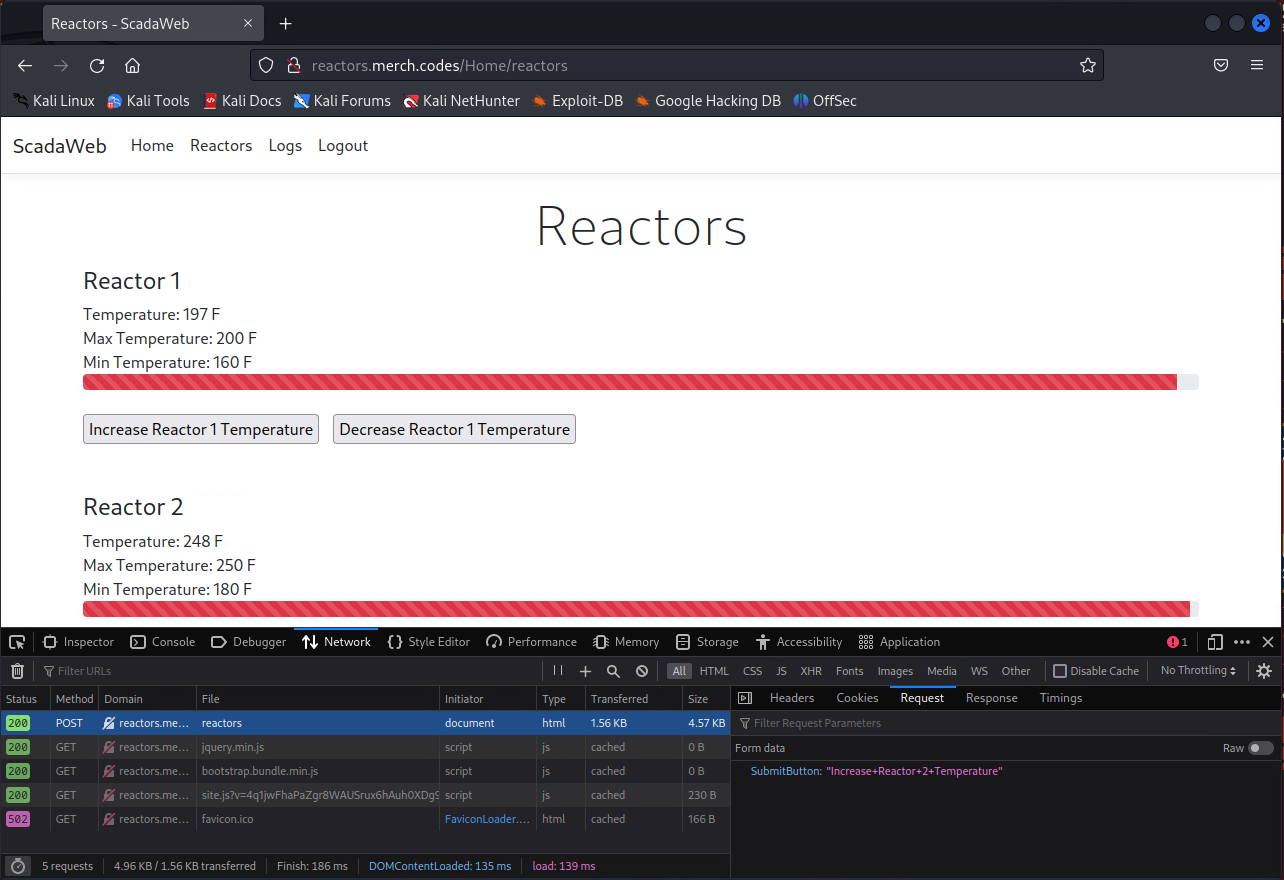 Reactors - ScadaWeb
reactors.merch.codes/Home/reactors
Kali Linux Kali Tools Kali Docs Kali Forums Kali NetHunter Exploit-DB Google Hacking DB OffSec
ScadaWeb Home Reactors Logs Logout
Reactors
Reactor 1
Temperature: 197 F
Max Temperature: 200 F
Min Temperature: 160 F
Increase Reactor 1 Temperature Decrease Reactor 1 Temperature
Reactor 2
Temperature: 248 F
Max Temperature: 250 F
Min Temperature: 180 F
Inspector Console Debugger Network Style Editor Performance Memory Storage Accessibility Application 1
Filter URLs All HTML CSS JS XHR Fonts Images Media WS Other Disable Cache No Throttling
Status Method Domain File Initiator Type Transferred Size Headers Cookies Request Response Timings
200 POST reactors.me... reactors document html 1.56 KB 4.57 KB Filter Request Parameters
200 GET reactors.me... jquery.min.js script js cached 0 B Form data Raw
200 GET reactors.me... bootstrap.bundle.min.js script js cached 0 B SubmitButton: "Increase+Reactor+2+Temperature"
200 GET reactors.me... site.js?v=4q1jwFhaPaZgr8WAUSrux6hAuh0XDg9 script js cached 230 B
502 GET reactors.me... favicon.ico FaviconLoader.... html cached 166 B
5 requests 4.96 KB / 1.56 KB transferred Finish: 186 ms DOMContentLoaded: 135 ms load: 139 ms